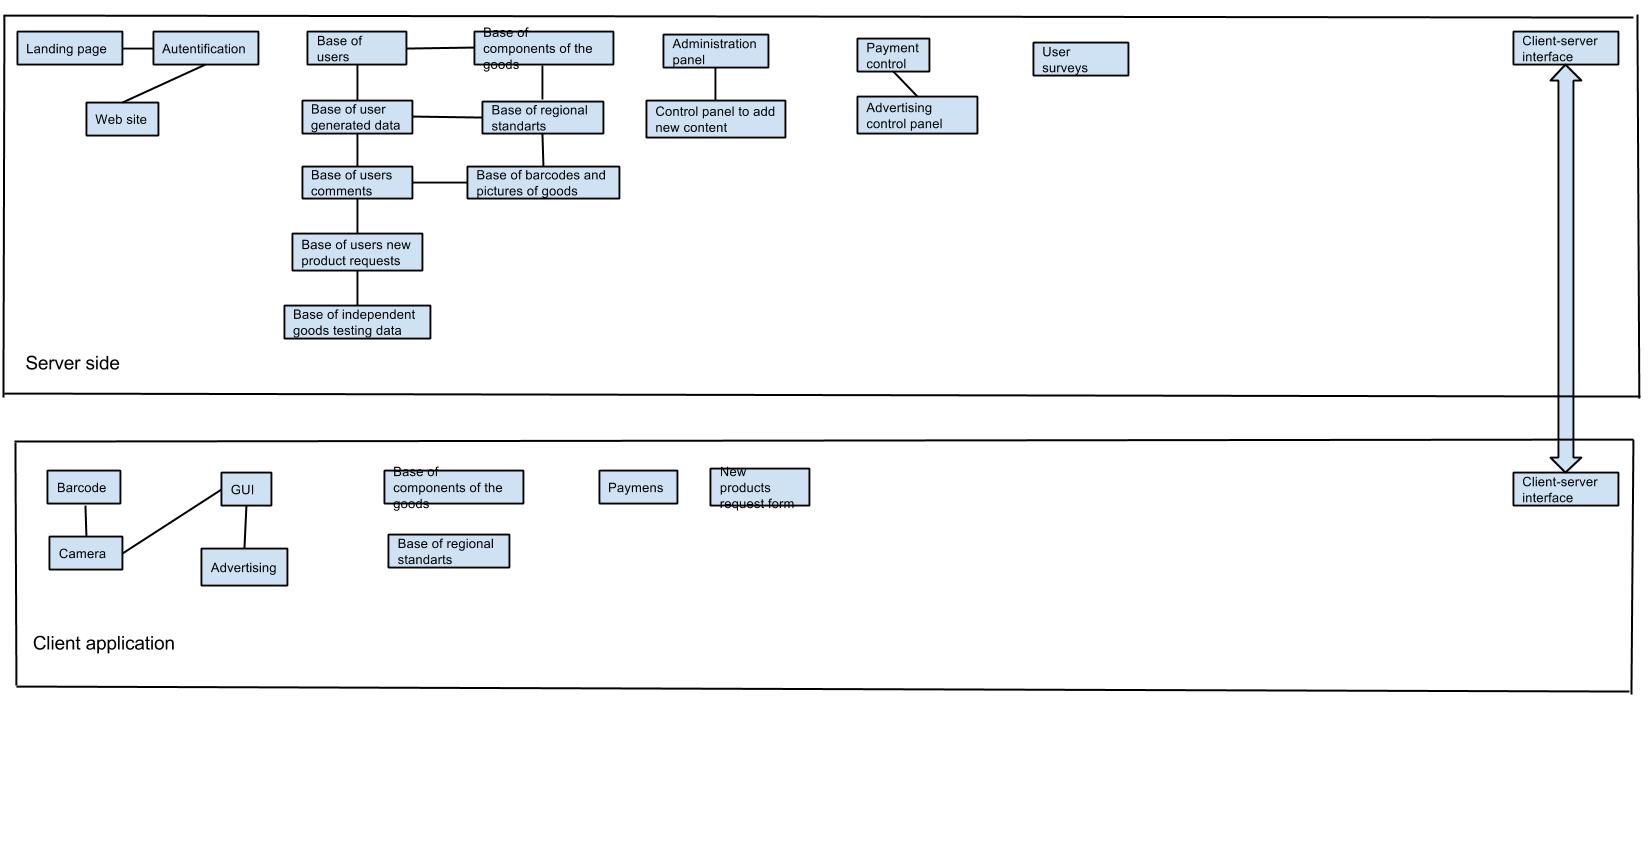 Landing page
Autentification
Web site
Base of
users
Base of
components of the
goods
Base of user
generated data
Base of regional
standarts
Base of users
comments
Base of barcodes and
pictures of goods
Base of users new
product requests
Base of independent
goods testing data
Administration
panel
Control panel to add
new content
Payment
control
Advertising
control panel
User
surveys
Client-server
interface
Server side
Barcode
Camera
GUI
Advertising
Base of
components of the
goods
Base of regional
standarts
Paymens
New
products
request form
Client-server
interface
Client application